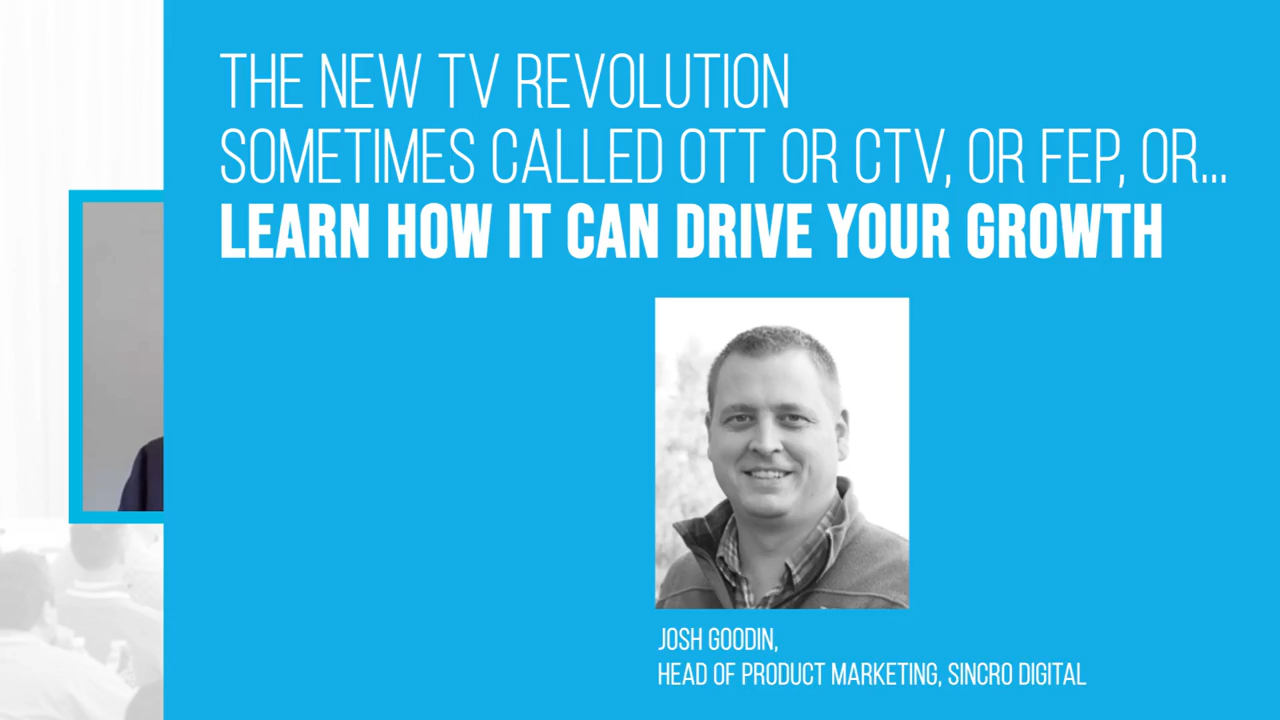 THE NEW TV REVOLUTION
SOMETIMES CALLED OTT OR CTV, OR FEP, OR...
LEARN HOW IT CAN DRIVE YOUR GROWTH
JOSH GOODIN,
HEAD OF PRODUCT MARKETING, SINCRO DIGITAL